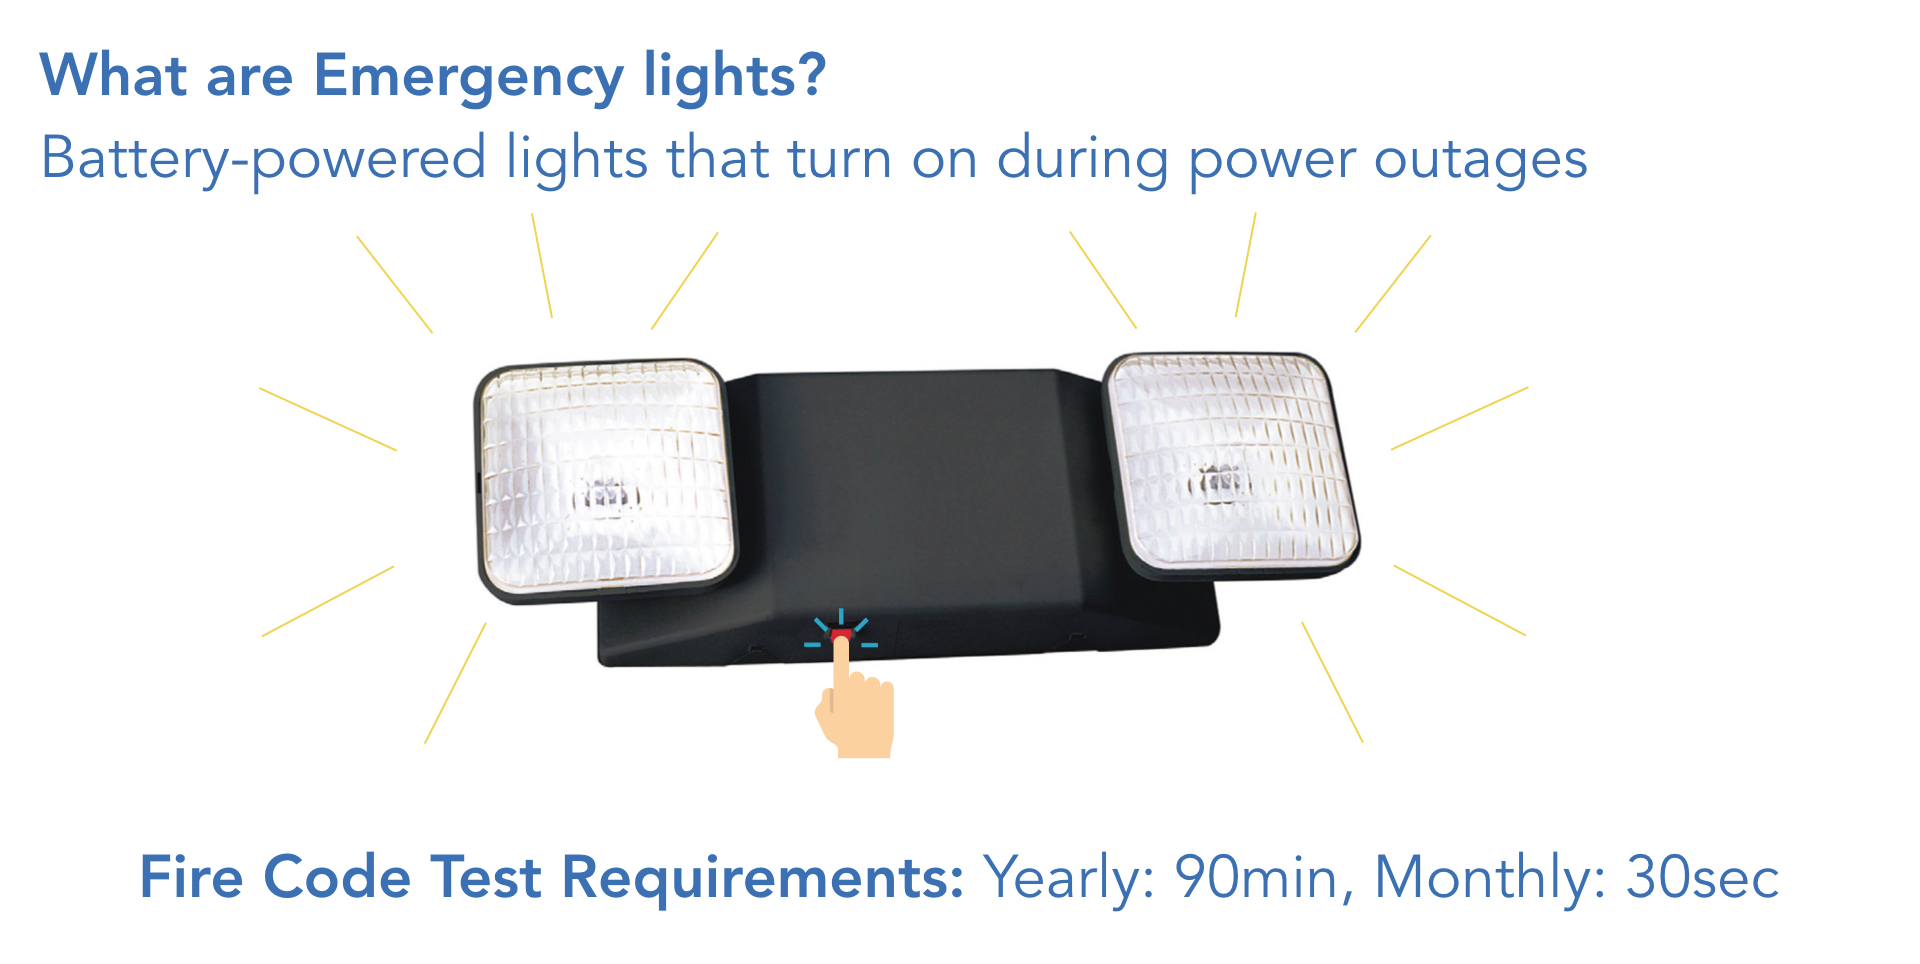 What are Emergency lights?
Battery-powered lights that turn on during power outages
Fire Code Test Requirements: Yearly: 90min, Monthly: 30sec